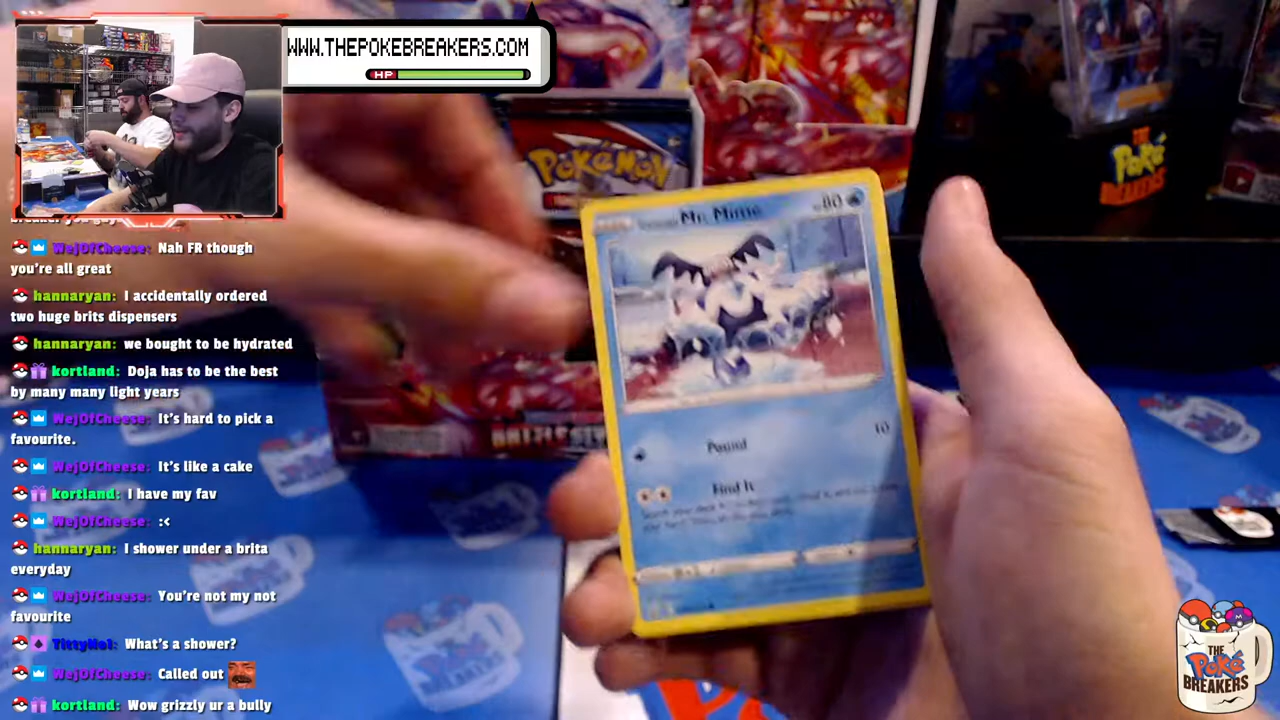 WWW.THEPOKEBREAKERS.COM
HP
WejOfCheese: Nah FR though
you're all great
hannaryan: I accidentally ordered
two huge brits dispensers
hannaryan: we bought to be hydrated
kortland: Doja has to be the best
by many many light years
WejOfCheese: It's hard to pick a
favourite.
WejOfCheese: It's like a cake
kortland: I have my fav
WejOfCheese: :<
hannaryan: I shower under a brita
everyday
WejOfCheese: You're not my not
favourite
What's a shower?
WejOfCheese: Called out
kortland: Wow grizzly ur a bully
POKÉMON
THE
POKÉ
BREAKERS
Mr. Mime
80
Pound
10
Find It
THE
POKÉ
BREAKERS